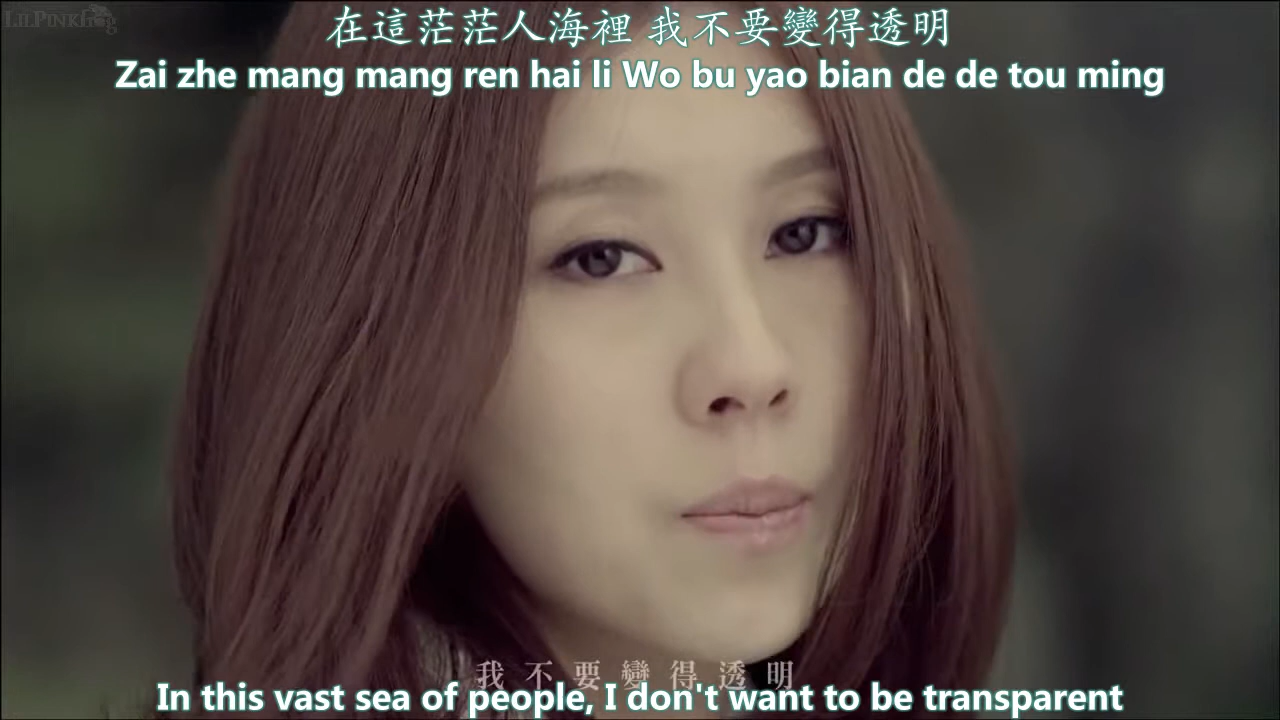 LilPinkFrog
在這茫茫人海裡 我不要變得透明
Zai zhe mang mang ren hai li Wo bu yao bian de de tou ming
我不要變得透明
In this vast sea of people, I don't want to be transparent